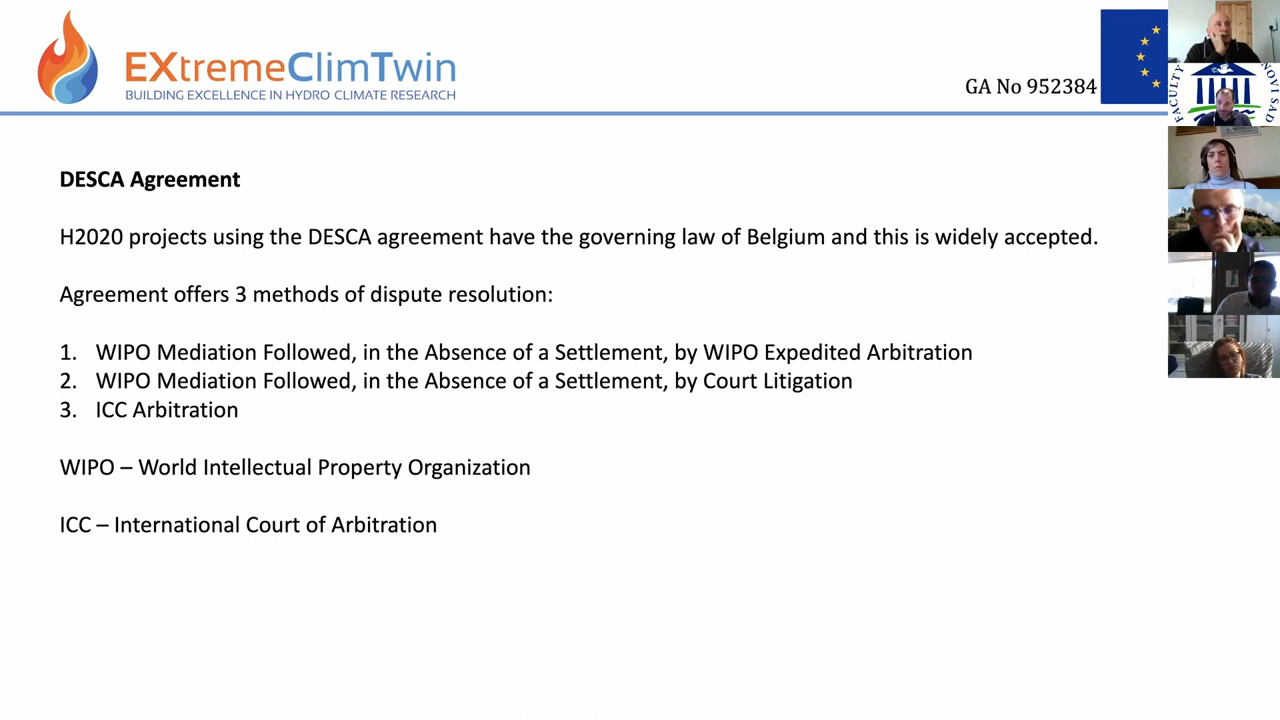 EXtremeClimTwin
BUILDING EXCELLENCE IN HYDRO CLIMATE RESEARCH
GA No 952384
FACULTY
NOVI SAD
DESCA Agreement
H2020 projects using the DESCA agreement have the governing law of Belgium and this is widely accepted.
Agreement offers 3 methods of dispute resolution:
1. WIPO Mediation Followed, in the Absence of a Settlement, by WIPO Expedited Arbitration
2. WIPO Mediation Followed, in the Absence of a Settlement, by Court Litigation
3. ICC Arbitration
WIPO – World Intellectual Property Organization
ICC – International Court of Arbitration